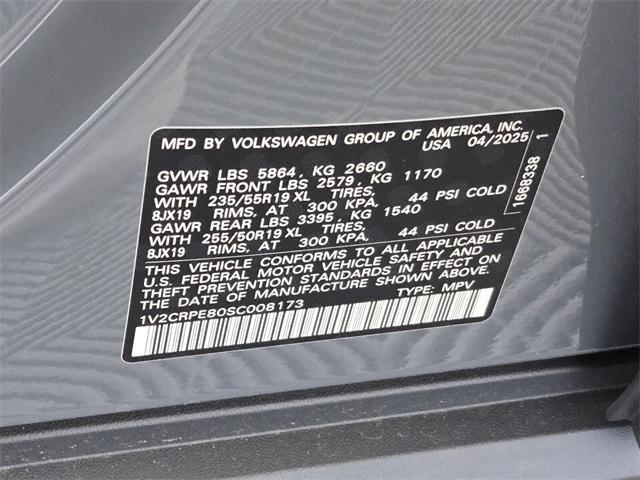 MFD BY VOLKSWAGEN GROUP OF AMERICA, INC.
USA 04/2025
GVWR LBS 5864, KG 2660
GAWR FRONT LBS 2579, KG 1170
WITH 235/55R19 XL TIRES,
8JX19 RIMS, AT 300 KPA, 44 PSI COLD
GAWR REAR LBS 3395, KG 1540
WITH 255/50R19 XL TIRES,
8JX19 RIMS, AT 300 KPA, 44 PSI COLD
THIS VEHICLE CONFORMS TO ALL APPLICABLE
U.S. FEDERAL MOTOR VEHICLE SAFETY AND
THEFT PREVENTION STANDARDS IN EFFECT ON
THE DATE OF MANUFACTURE SHOWN ABOVE.
1V2CRPE80SC008173 TYPE: MPV
1668338 1